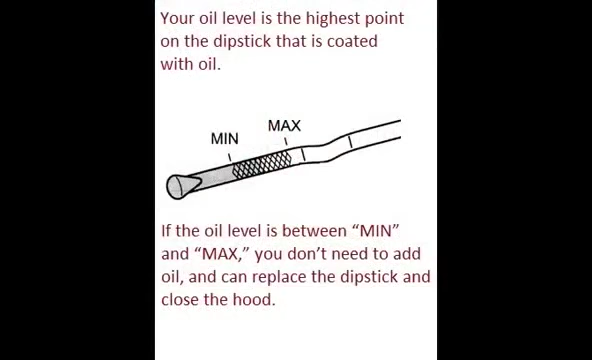 Your oil level is the highest point
on the dipstick that is coated
with oil.
MAX
MIN
If the oil level is between “MIN”
and “MAX,” you don’t need to add
oil, and can replace the dipstick and
close the hood.